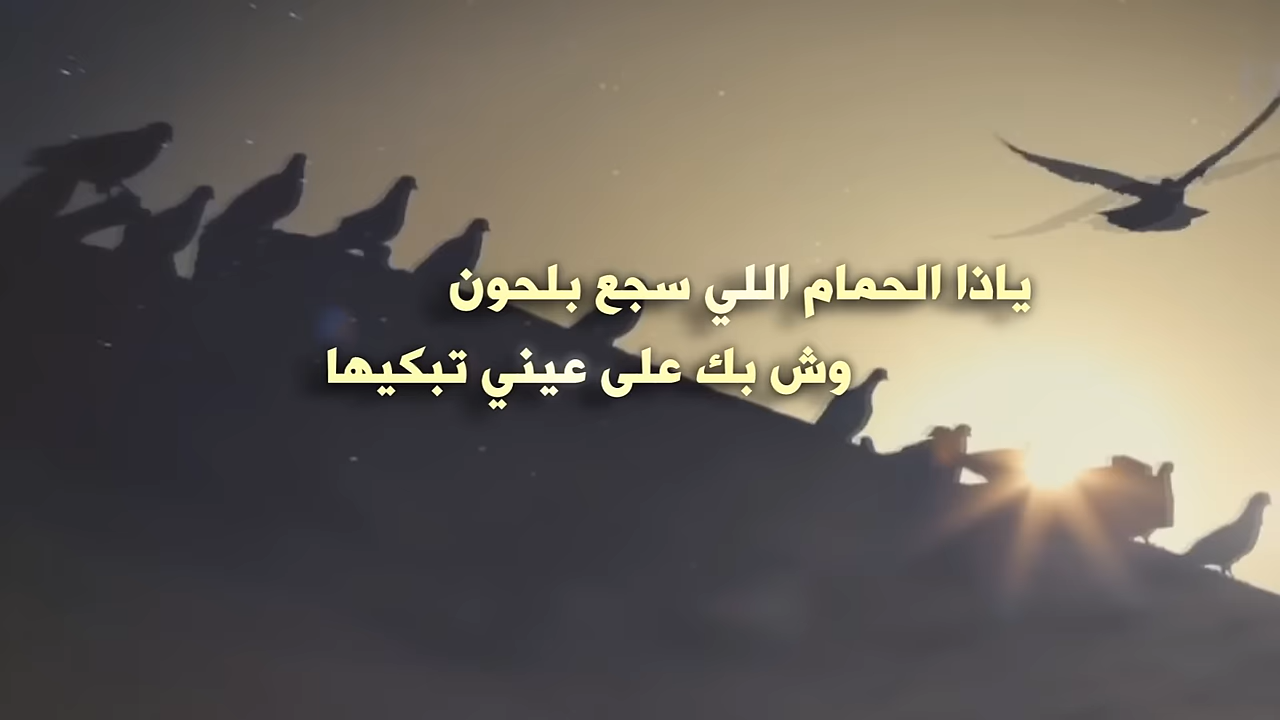 ياذا الحمام اللي سجع بلحون
وش بك على عيني تبكيها